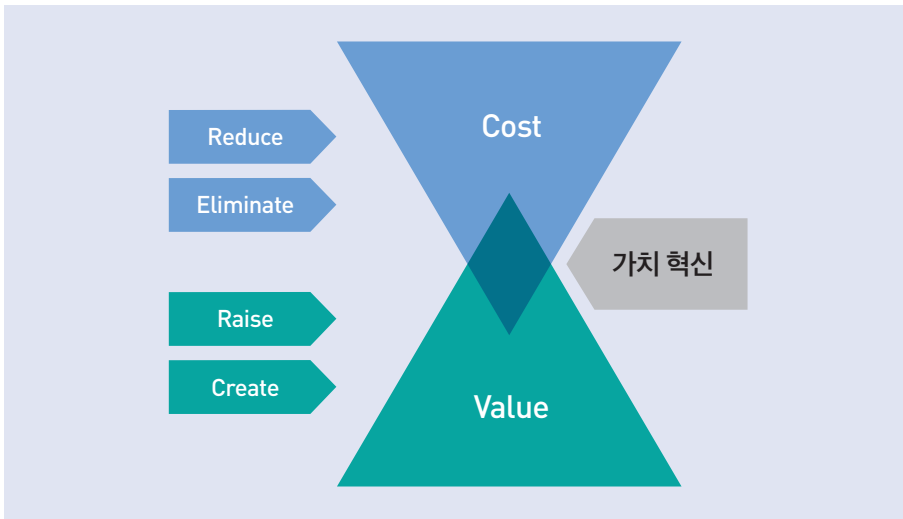 Cost
Reduce
Eliminate
가치 혁신
Raise
Create
Value